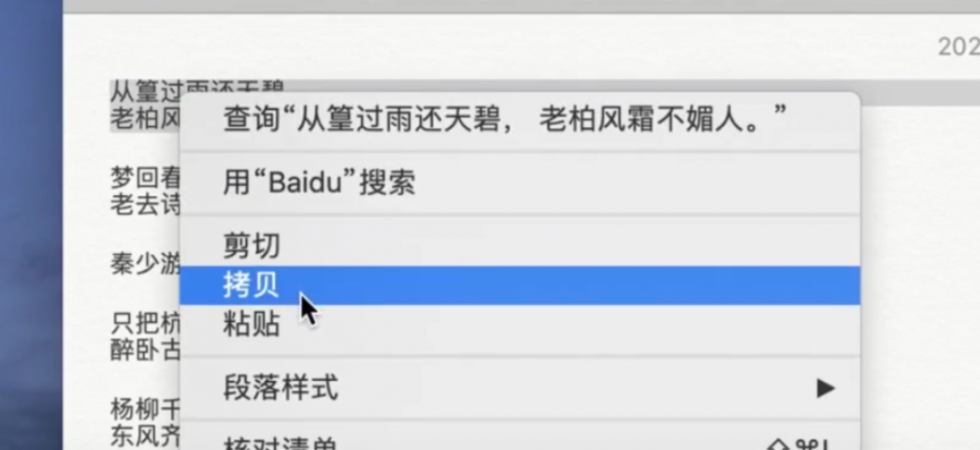 202
从篁过雨还天碧
老柏风
查询“从篁过雨还天碧， 老柏风霜不媚人。”
梦回春
老去诗
用“Baidu”搜索
剪切
秦少游
拷贝
粘贴
只把杭
醉卧古
段落样式 ▶
杨柳千
东风齐
核对清单 ⇧⌘L